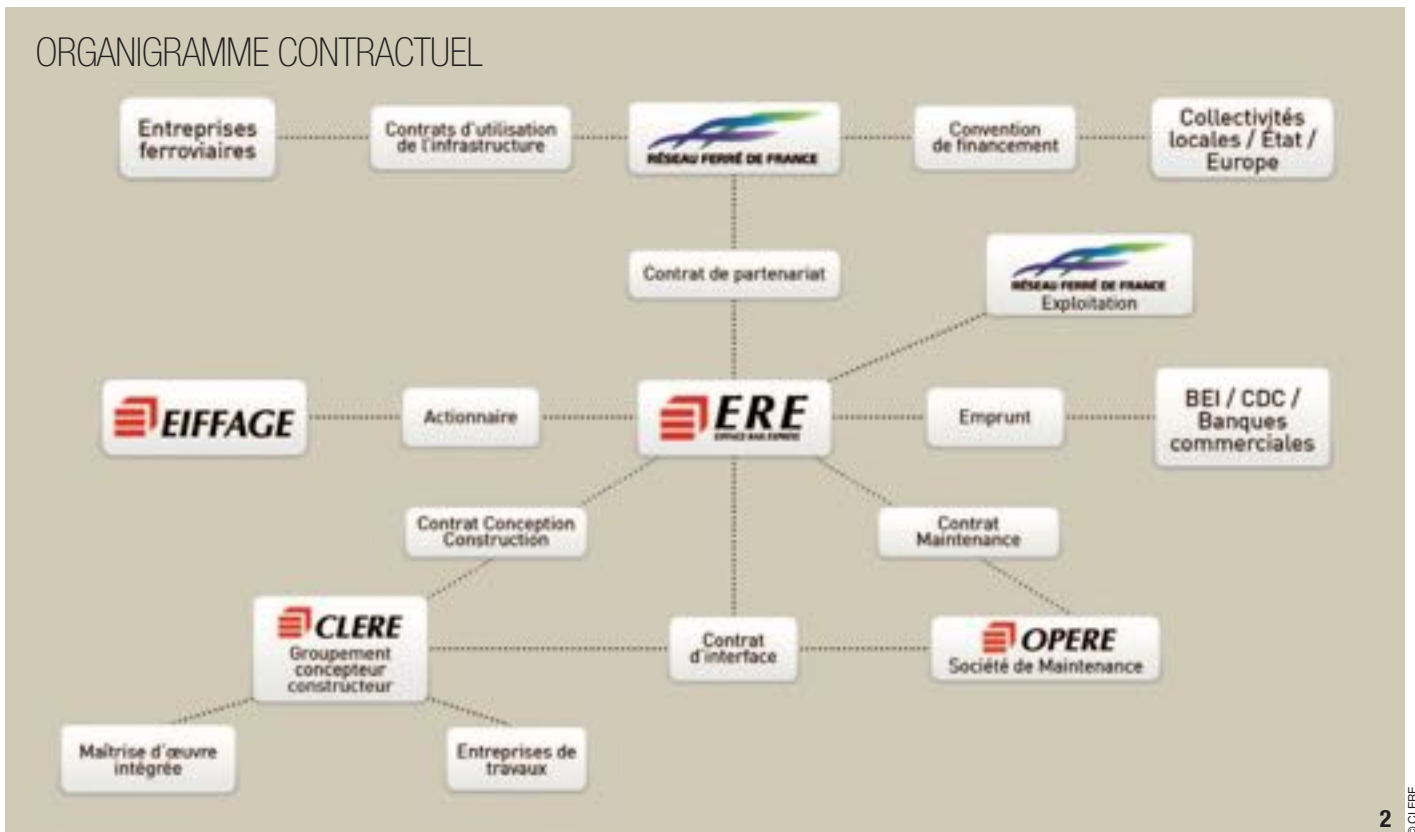 ORGANIGRAMME CONTRACTUEL
Entreprises
ferroviaires
Contrats d'utilisation
de l'infrastructure
RÉSEAU FERRÉ DE FRANCE
Convention
de financement
Collectivités
locales / État /
Europe
Contrat de partenariat
RÉSEAU FERRÉ DE FRANCE
Exploitation
EIFFAGE
Actionnaire
ERE
EIFFAGE RAIL EXPRESS
Emprunt
BEI / CDC /
Banques
commerciales
Contrat Conception
Construction
Contrat
Maintenance
CLERE
Groupement
concepteur
constructeur
Contrat
d'interface
OPERE
Société de Maintenance
Maîtrise d'œuvre
intégrée
Entreprises de
travaux
2
© CLERE